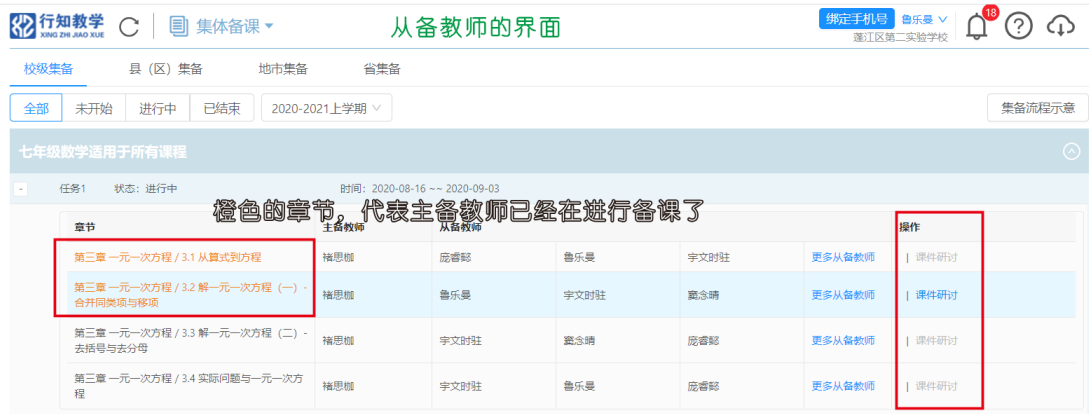 行知教学
XING ZHI JIAO XUE
集体备课
从备教师的界面
绑定手机号
鲁乐曼
18
蓬江区第二实验学校
校级集备
县（区）集备
地市集备
省集备
全部
未开始
进行中
已结束
2020-2021上学期
集备流程示意
七年级数学适用于所有课程
任务1 状态：进行中 时间：2020-08-16 ~~ 2020-09-03
橙色的章节，代表主备教师已经在进行备课了
章节 主备教师 从备教师 操作
第三章 一元一次方程 / 3.1 从算式到方程 褚思枷 庞睿懿 鲁乐曼 宇文时驻 更多从备教师 | 课件研讨
第三章 一元一次方程 / 3.2 解一元一次方程（一）-
合并同类项与移项 褚思枷 鲁乐曼 宇文时驻 窦念晴 更多从备教师 | 课件研讨
第三章 一元一次方程 / 3.3 解一元一次方程（二）-
去括号与去分母 褚思枷 宇文时驻 窦念晴 庞睿懿 更多从备教师 | 课件研讨
第三章 一元一次方程 / 3.4 实际问题与一元一次方
程 褚思枷 宇文时驻 鲁乐曼 庞睿懿 更多从备教师 | 课件研讨